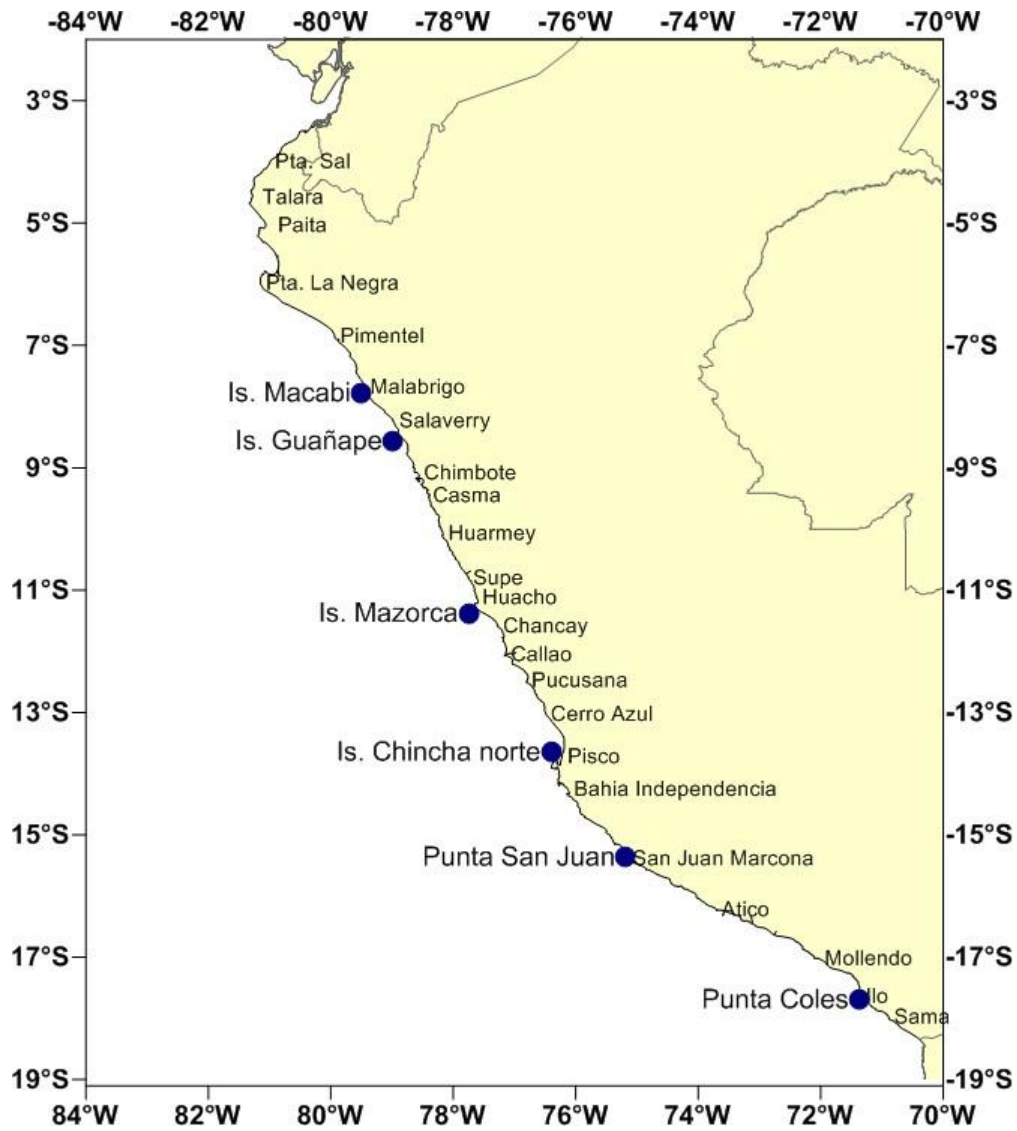 -84W -82°W -80°W -78°W -76°W -74°W -72°W -70°W
3°S -3°S
Pta. Sal
Talara
5°S -5°S
Paita
Pta. La Negra
7°S -7°S
Pimentel
Is. Macabi Malabrigo
Salaverry
Is. Guañape
9°S -9°S
Chimbote
Casma
Huarmey
11°S -11°S
Supe
Huacho
Is. Mazorca
Chancay
Callao
Pucusana
13°S -13°S
Cerro Azul
Is. Chincha norte Pisco
Bahia Independencia
15°S -15°S
Punta San Juan San Juan Marcona
Atico
17°S -17°S
Mollendo
Punta Coles Ilo
Sama
19°S -19°S
84W 82°W 80°W 78°W 76°W 74°W 72°W 70°W